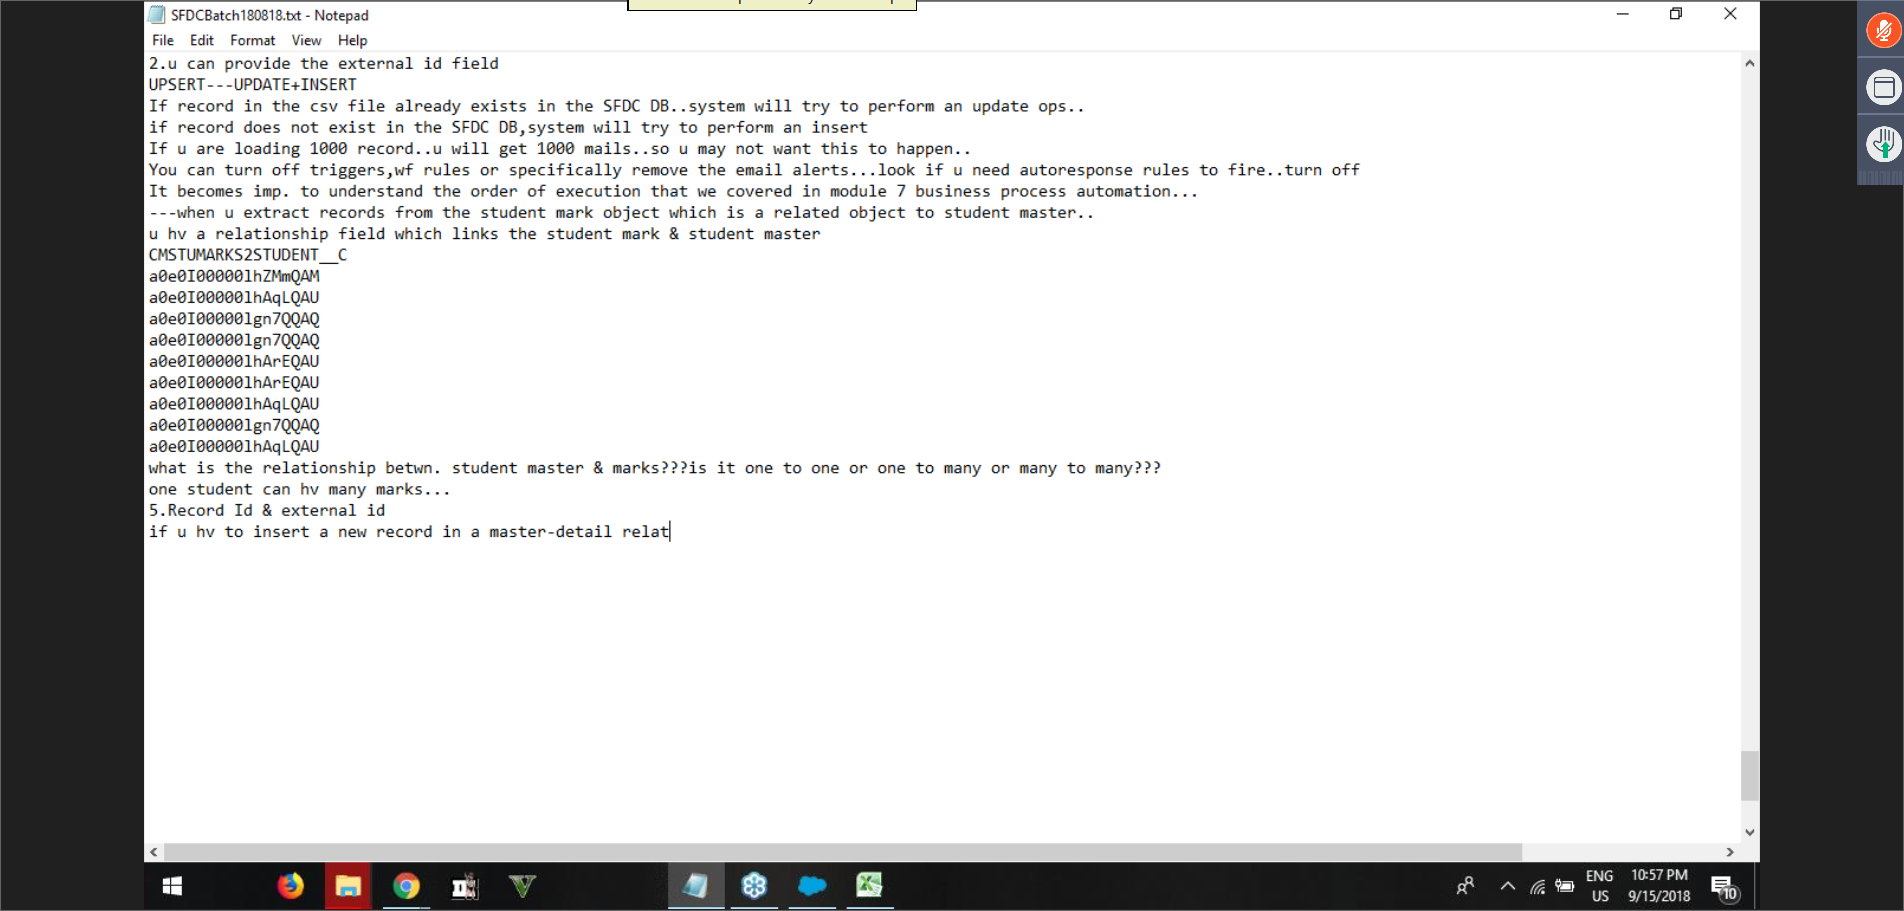 SFDCBatch180818.txt - Notepad
File Edit Format View Help
2.u can provide the external id field
UPSERT---UPDATE+INSERT
If record in the csv file already exists in the SFDC DB..system will try to perform an update ops..
if record does not exist in the SFDC DB,system will try to perform an insert
If u are loading 1000 record..u will get 1000 mails..so u may not want this to happen..
You can turn off triggers,wf rules or specifically remove the email alerts...look if u need autoresponse rules to fire..turn off
It becomes imp. to understand the order of execution that we covered in module 7 business process automation...
---when u extract records from the student mark object which is a related object to student master..
u hv a relationship field which links the student mark & student master
CMSTUMARKS2STUDENT__C
a0e0I00000lhZMmQAM
a0e0I00000lhAqLQAU
a0e0I00000lgn7QQAQ
a0e0I00000lgn7QQAQ
a0e0I00000lhArEQAU
a0e0I00000lhArEQAU
a0e0I00000lhAqLQAU
a0e0I00000lgn7QQAQ
a0e0I00000lhAqLQAU
what is the relationship betwn. student master & marks???is it one to one or one to many or many to many???
one student can hv many marks...
5.Record Id & external id
if u hv to insert a new record in a master-detail relat
ENG 10:57 PM
US 9/15/2018
10